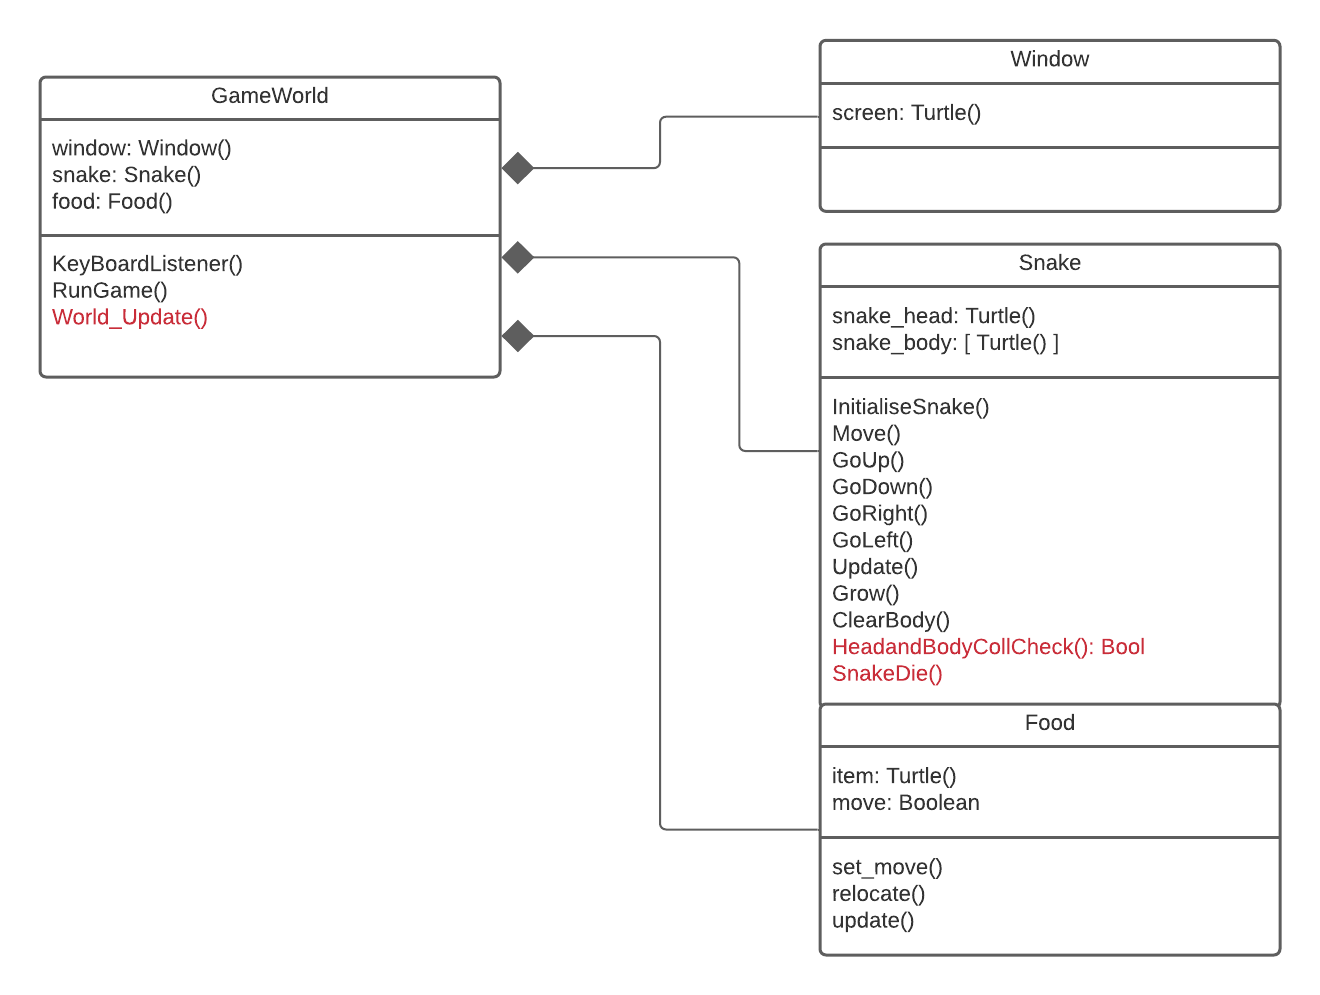 GameWorld
window: Window()
snake: Snake()
food: Food()
KeyBoardListener()
RunGame()
World_Update()
Window
screen: Turtle()
Snake
snake_head: Turtle()
snake_body: [ Turtle() ]
InitialiseSnake()
Move()
GoUp()
GoDown()
GoRight()
GoLeft()
Update()
Grow()
ClearBody()
HeadandBodyCollCheck(): Bool
SnakeDie()
Food
item: Turtle()
move: Boolean
set_move()
relocate()
update()